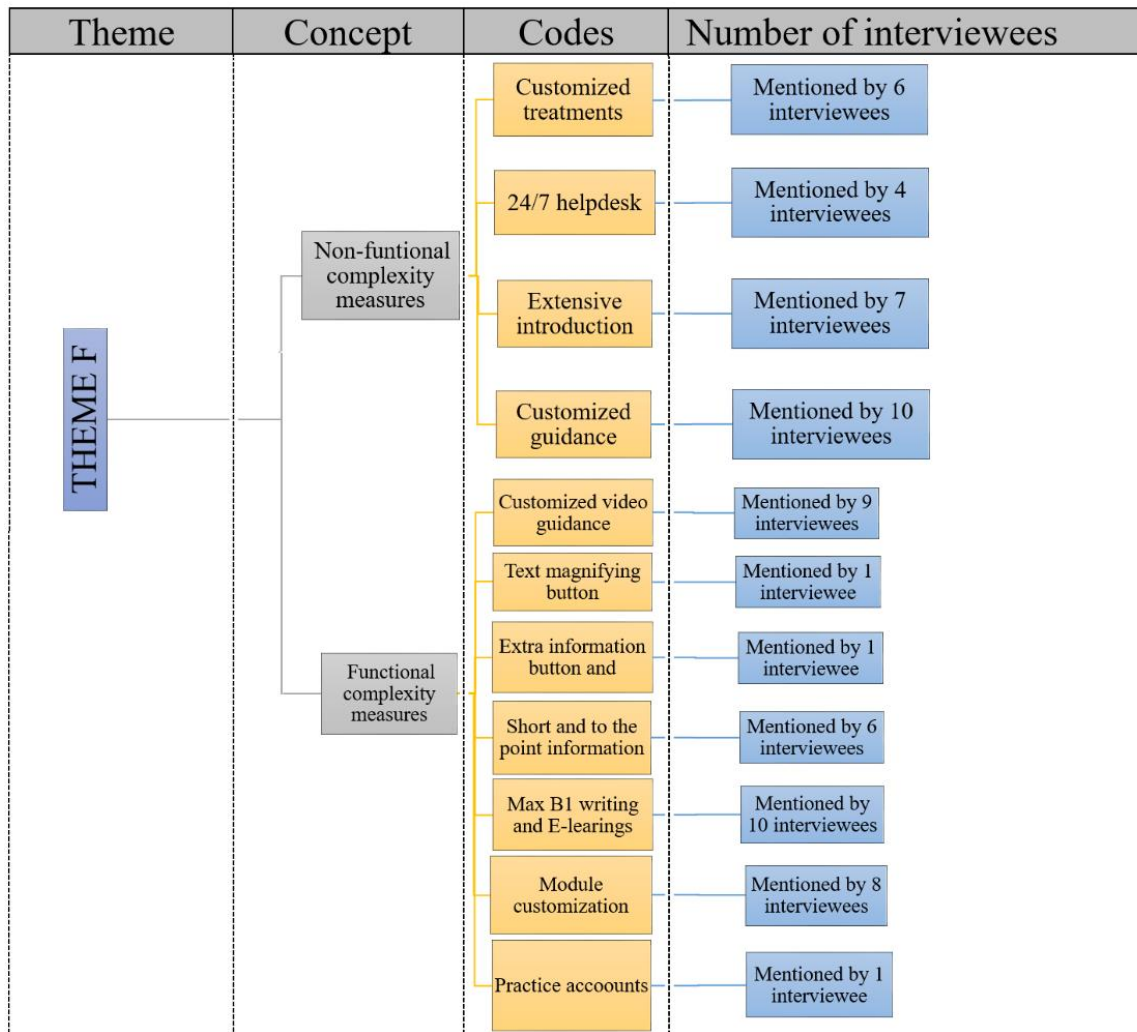 Theme
Concept
Codes
Number of interviewees
THEME F
Non-funtional
complexity
measures
Customized
treatments
Mentioned by 6
interviewees
24/7 helpdesk
Mentioned by 4
interviewees
Extensive
introduction
Mentioned by 7
interviewees
Customized
guidance
Mentioned by 10
interviewees
Functional
complexity
measures
Customized video
guidance
Mentioned by 9
interviewees
Text magnifying
button
Mentioned by 1
interviewee
Extra information
button and
Mentioned by 1
interviewee
Short and to the
point information
Mentioned by 6
interviewees
Max B1 writing
and E-learings
Mentioned by
10 interviewees
Module
customization
Mentioned by 8
interviewees
Practice accoounts
Mentioned by 1
interviewee